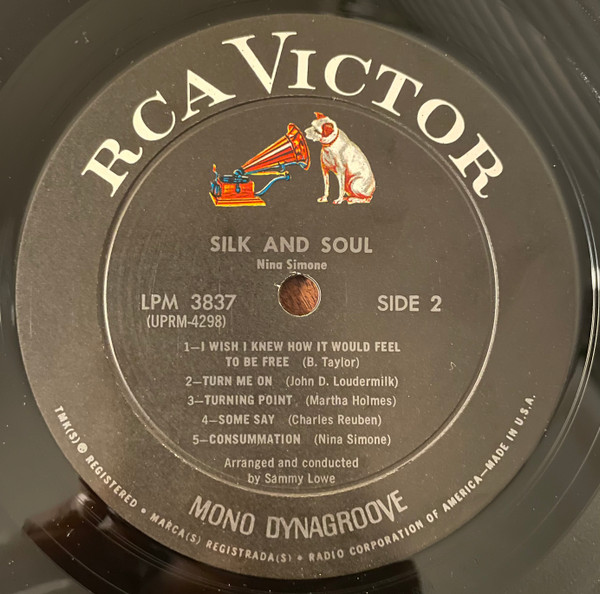 RCA VICTOR
SILK AND SOUL
Nina Simone
LPM 3837
(UPRM-4298)
SIDE 2
1—I WISH I KNEW HOW IT WOULD FEEL
TO BE FREE (B. Taylor)
2—TURN ME ON (John D. Loudermilk)
3—TURNING POINT (Martha Holmes)
4—SOME SAY (Charles Reuben)
5—CONSUMMATION (Nina Simone)
Arranged and conducted
by Sammy Lowe
MONO DYNAGROOVE
TMK(S) ® REGISTERED • MARCA(S) REGISTRADA(S) • RADIO CORPORATION OF AMERICA—MADE IN U.S.A.